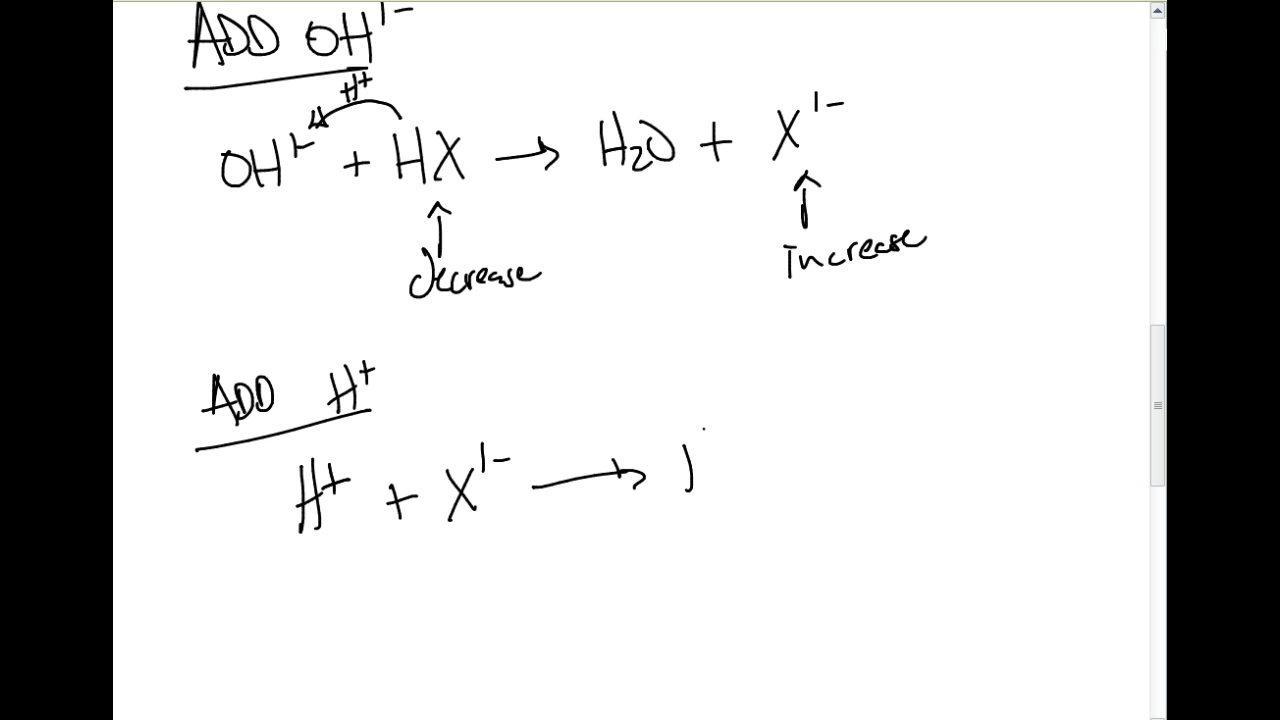 ADD OH¹⁻
H⁺
OH¹⁻ + HX → H₂O + X¹⁻
decrease
increase
ADD H⁺
H⁺ + X¹⁻ →